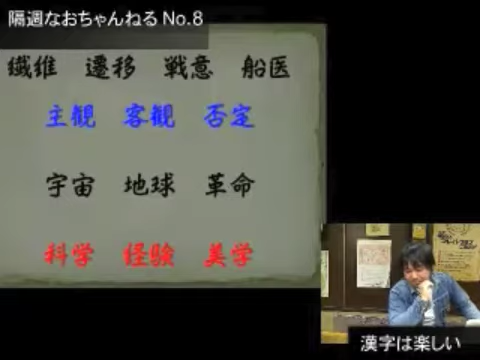 隔週なおちゃんねる No.8
繊維 遷移 戦意 船医
主観 客観 否定
宇宙 地球 革命
科学 経験 美学
漢字は楽しい